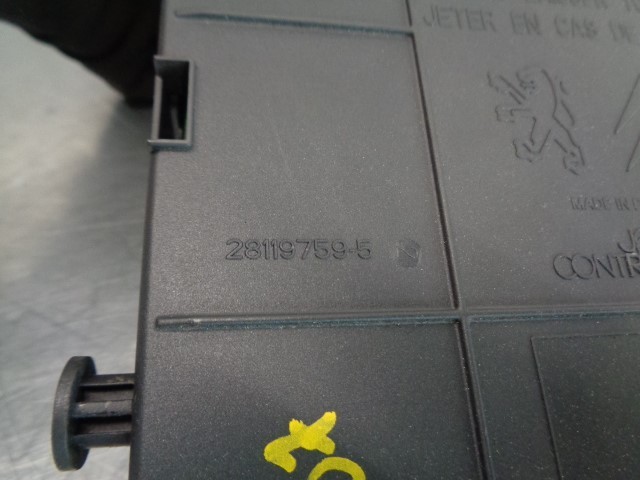 JETER EN CAS DE
MADE IN
28119759-5
CONTR